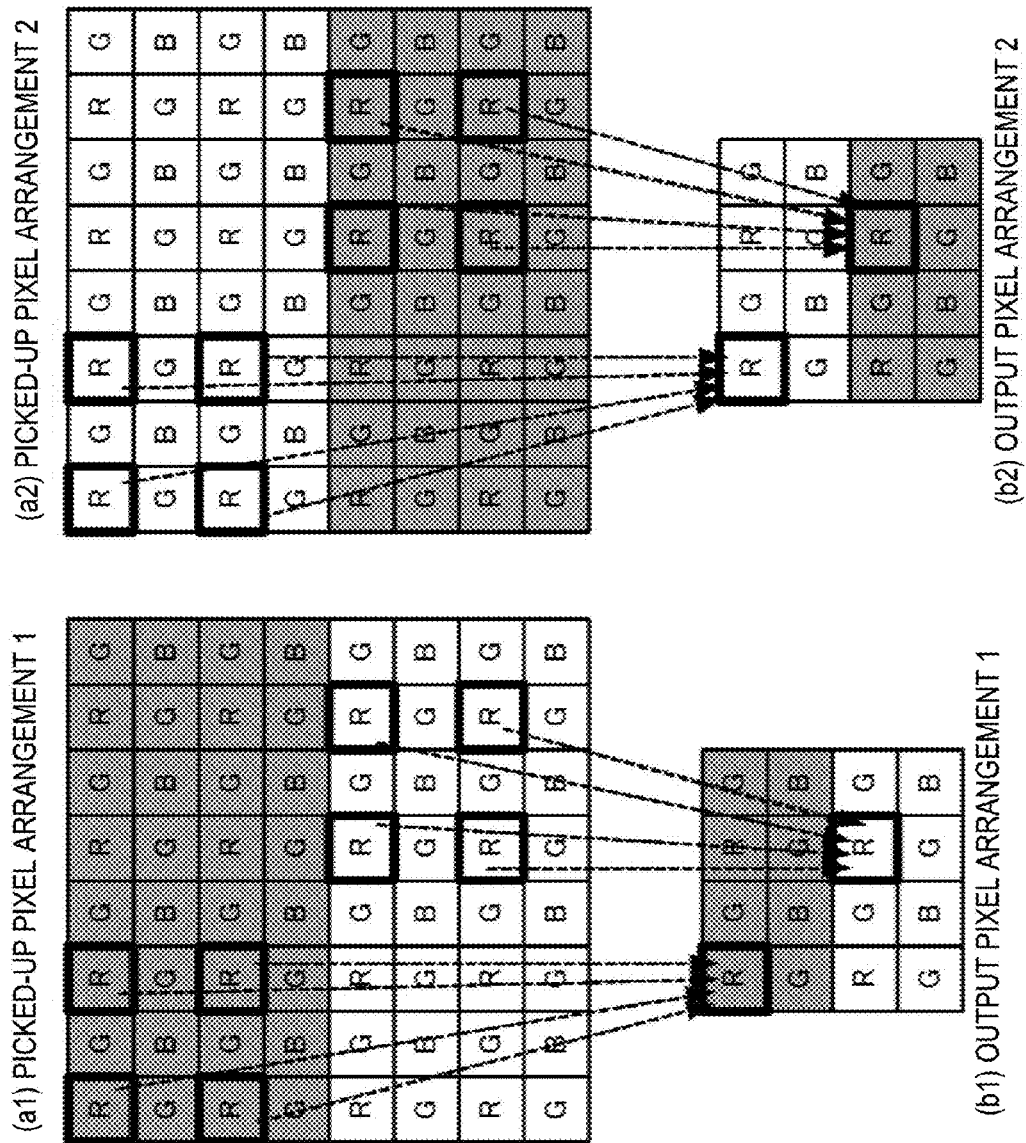 (a1) PICKED-UP PIXEL ARRANGEMENT 1
R G R G R G R G
G B G B G B G B
R G R G R G R G
G B G B G B G B
R G R G R G R G
G B G B G B G B
R G R G R G R G
G B G B G B G B
R G R G
G B G B
R G R G
G B G B
(b1) OUTPUT PIXEL ARRANGEMENT 1
(a2) PICKED-UP PIXEL ARRANGEMENT 2
R G R G R G R G
G B G B G B G B
R G R G R G R G
G B G B G B G B
R G R G R G R G
G B G B G B G B
R G R G R G R G
G B G B G B G B
R G R G
G B G B
R G R G
G B G B
(b2) OUTPUT PIXEL ARRANGEMENT 2